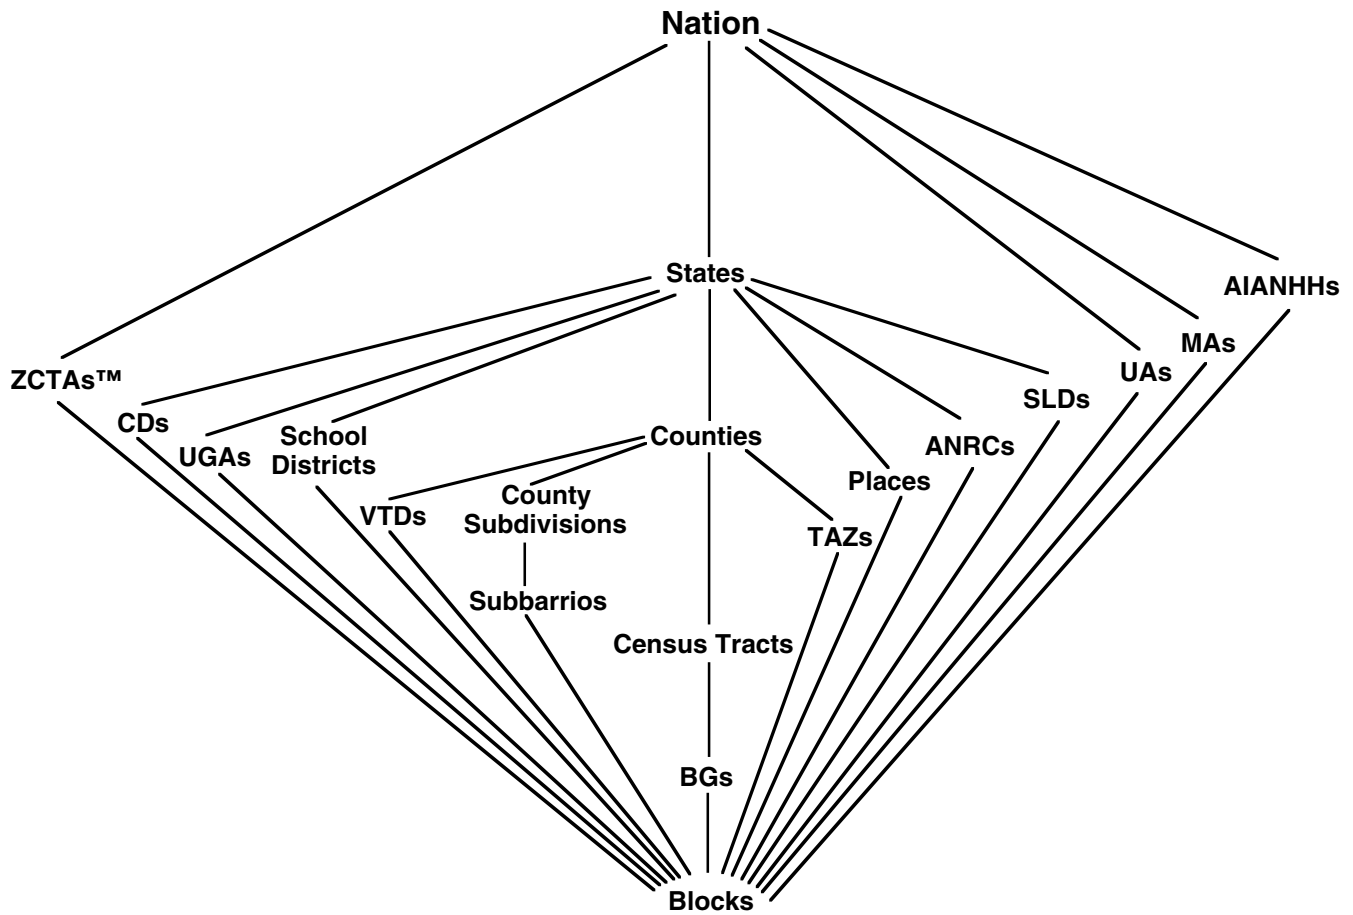 Nation
States
AIANHHs
MAs
UAs
ZCTAs™
SLDs
CDs
UGAs
School
Districts
Counties
ANRCs
Places
VTDs
County
Subdivisions
TAZs
Subbarrios
Census Tracts
BGs
Blocks